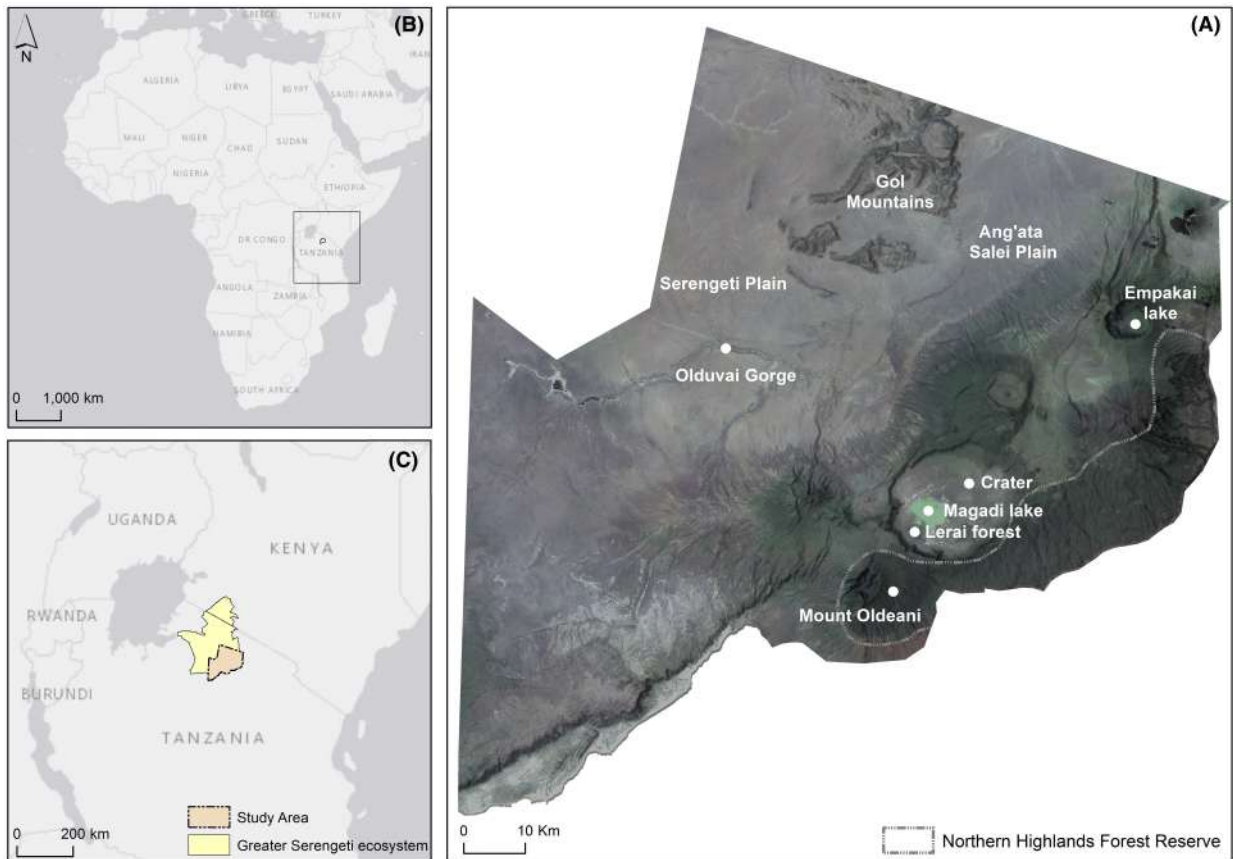 (B)
N
GREECE
TURKEY
ALGERIA
LIBYA
EGYPT
IRAN
SAUDI ARABIA
MALI
NIGER
CHAD
SUDAN
NIGERIA
ETHIOPIA
DR CONGO
TANZANIA
ANGOLA
ZAMBIA
NAMIBIA
SOUTH AFRICA
0 1,000 km
(C)
UGANDA
KENYA
RWANDA
BURUNDI
TANZANIA
Study Area
Greater Serengeti ecosystem
0 200 km
(A)
Gol
Mountains
Ang'ata
Salei Plain
Serengeti Plain
Empakai
lake
Olduvai Gorge
Crater
Magadi lake
Lerai forest
Mount Oldeani
0 10 Km
Northern Highlands Forest Reserve